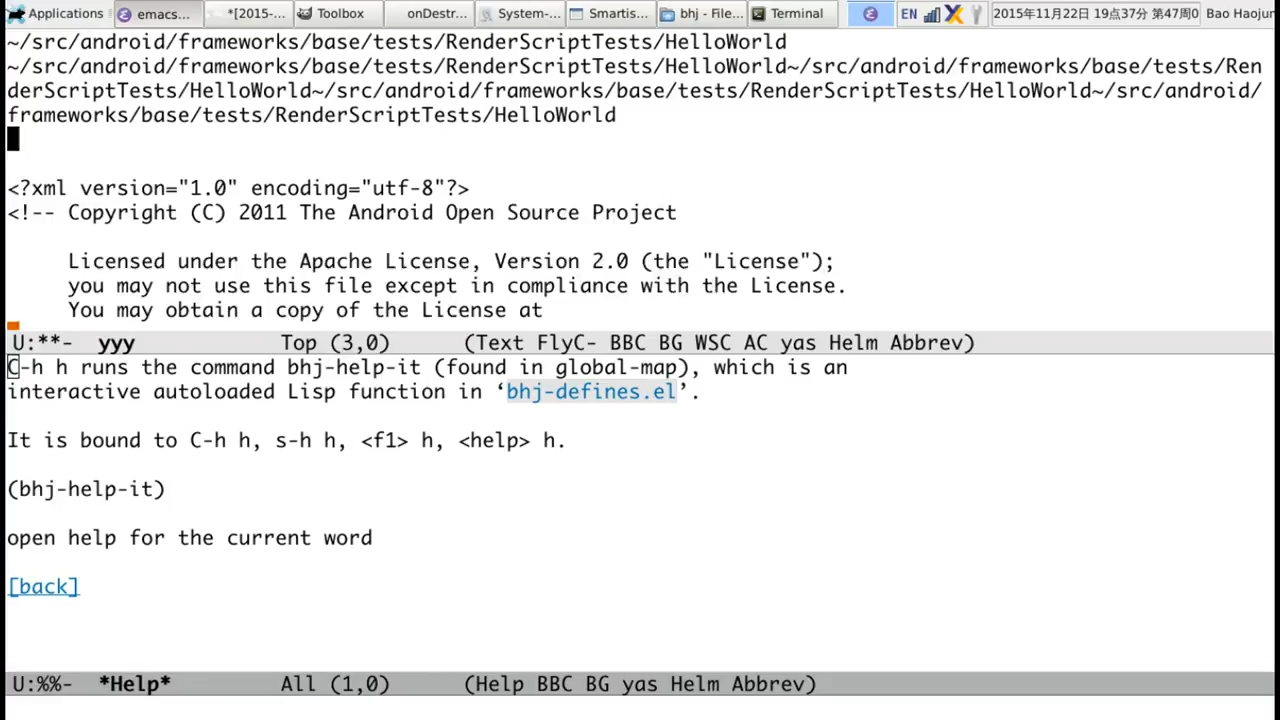 Applications emacs... *[2015-... Toolbox onDestr... System-... Smartis... bhj - File... Terminal EN 2015年11月22日 19点37分 第47周0 Bao Haojun
~/src/android/frameworks/base/tests/RenderScriptTests/HelloWorld
~/src/android/frameworks/base/tests/RenderScriptTests/HelloWorld~/src/android/frameworks/base/tests/Ren
derScriptTests/HelloWorld~/src/android/frameworks/base/tests/RenderScriptTests/HelloWorld~/src/android/
frameworks/base/tests/RenderScriptTests/HelloWorld
<?xml version="1.0" encoding="utf-8"?>
<!-- Copyright (C) 2011 The Android Open Source Project
Licensed under the Apache License, Version 2.0 (the "License");
you may not use this file except in compliance with the License.
You may obtain a copy of the License at
U:**- yyy Top (3,0) (Text FlyC- BBC BG WSC AC yas Helm Abbrev)
C-h h runs the command bhj-help-it (found in global-map), which is an
interactive autoloaded Lisp function in ‘bhj-defines.el’.
It is bound to C-h h, s-h h, <f1> h, <help> h.
(bhj-help-it)
open help for the current word
[back]
U:%%- *Help* All (1,0) (Help BBC BG yas Helm Abbrev)